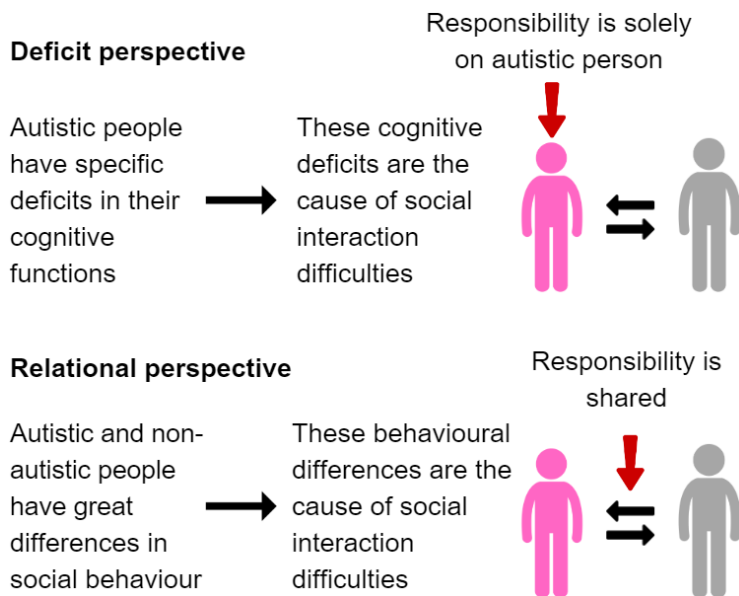 Deficit perspective
Responsibility is solely
on autistic person
Autistic people
have specific
deficits in their
cognitive
functions
These cognitive
deficits are the
cause of social
interaction
difficulties
Relational perspective
Responsibility is
shared
Autistic and non-
autistic people
have great
differences in
social behaviour
These behavioural
differences are the
cause of social
interaction
difficulties